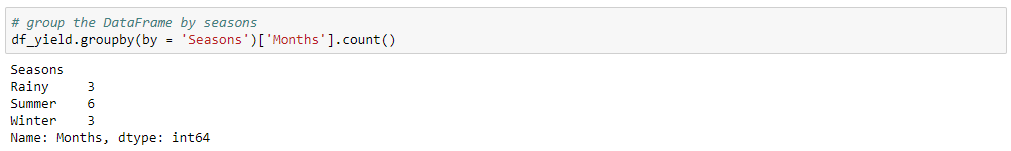 # group the DataFrame by seasons
df_yield.groupby(by = 'Seasons')['Months'].count()
Seasons
Rainy     3
Summer    6
Winter    3
Name: Months, dtype: int64